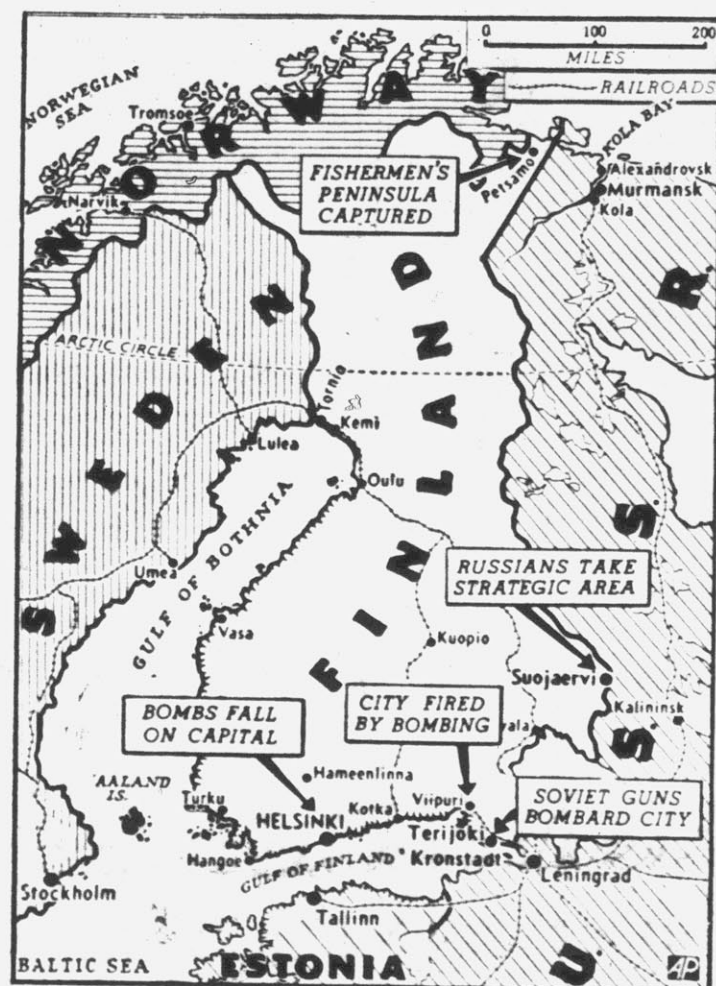 0 100 200
MILES
RAILROADS
NORWEGIAN
SEA
NORWAY
Tromsoe
KOLA BAY
FISHERMEN'S
PENINSULA
CAPTURED
Petsamo
Alexandrovsk
Murmansk
Kola
Narvik
SWEDEN
FINLAND
U.S.S.R.
ARCTIC CIRCLE
Tornio
Kemi
Lulea
Oulu
GULF OF BOTHNIA
Umea
RUSSIANS TAKE
STRATEGIC AREA
Vasa
Kuopio
Suojaervi
BOMBS FALL
ON CAPITAL
CITY FIRED
BY BOMBING
Kalininsk
vala
Hameenlinna
AALAND
IS.
Turku
Kotka
Viipuri
SOVIET GUNS
BOMBARD CITY
HELSINKI
Terijoki
Hangoe
GULF OF FINLAND
Kronstadt
Leningrad
Stockholm
Tallinn
BALTIC SEA
ESTONIA
AP